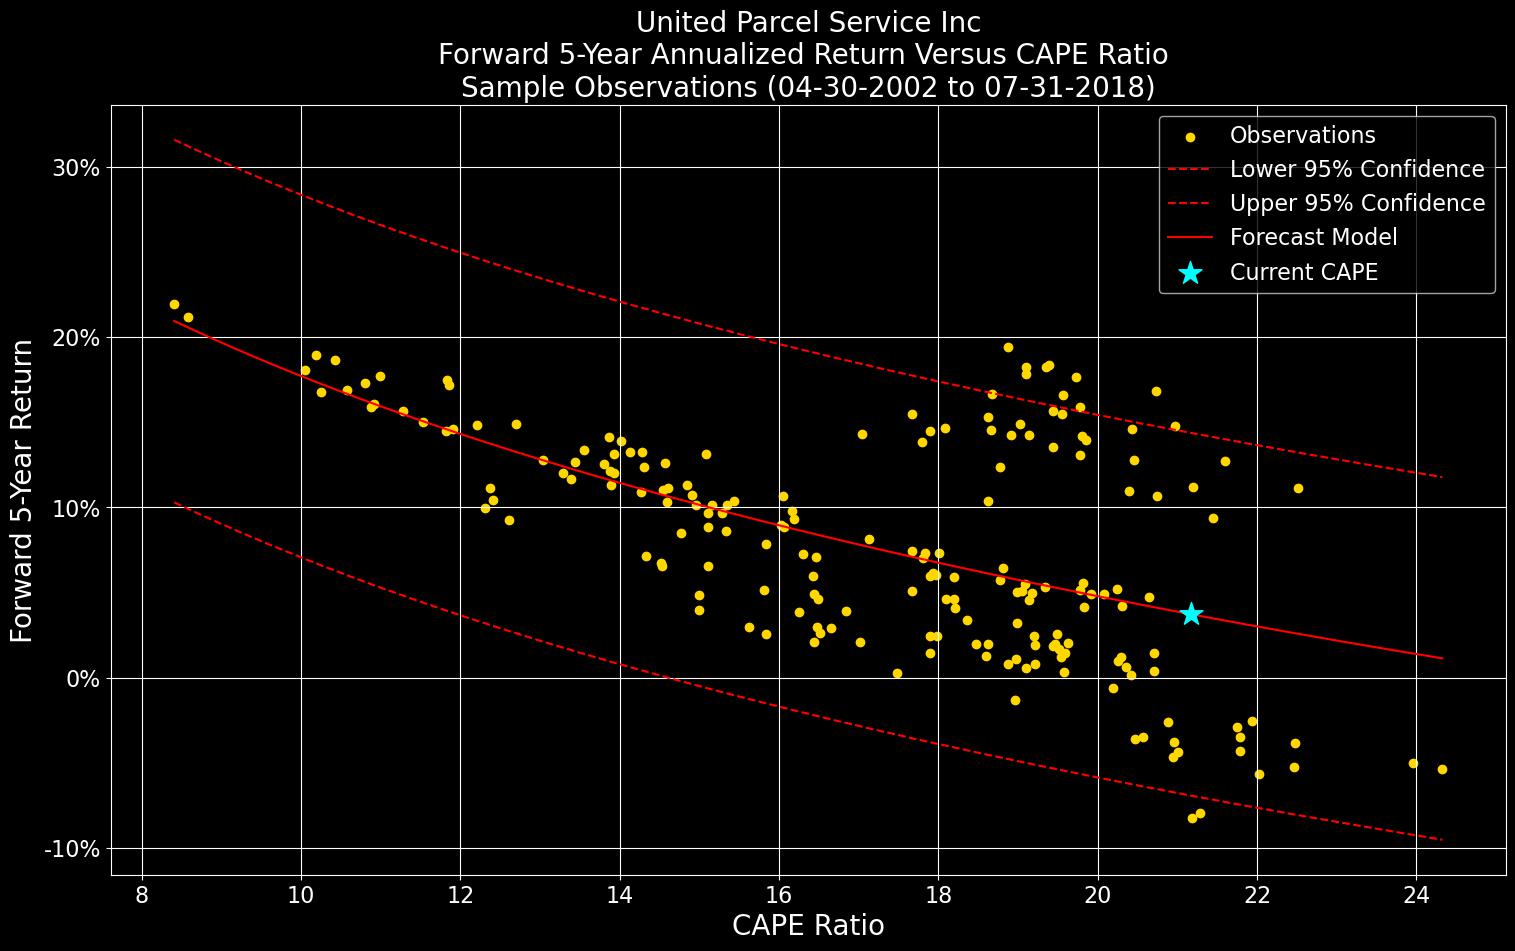 United Parcel Service Inc
Forward 5-Year Annualized Return Versus CAPE Ratio
Sample Observations (04-30-2002 to 07-31-2018)
Observations
Lower 95% Confidence
Upper 95% Confidence
Forecast Model
Current CAPE
Forward 5-Year Return
30%
20%
10%
0%
-10%
8 10 12 14 16 18 20 22 24
CAPE Ratio